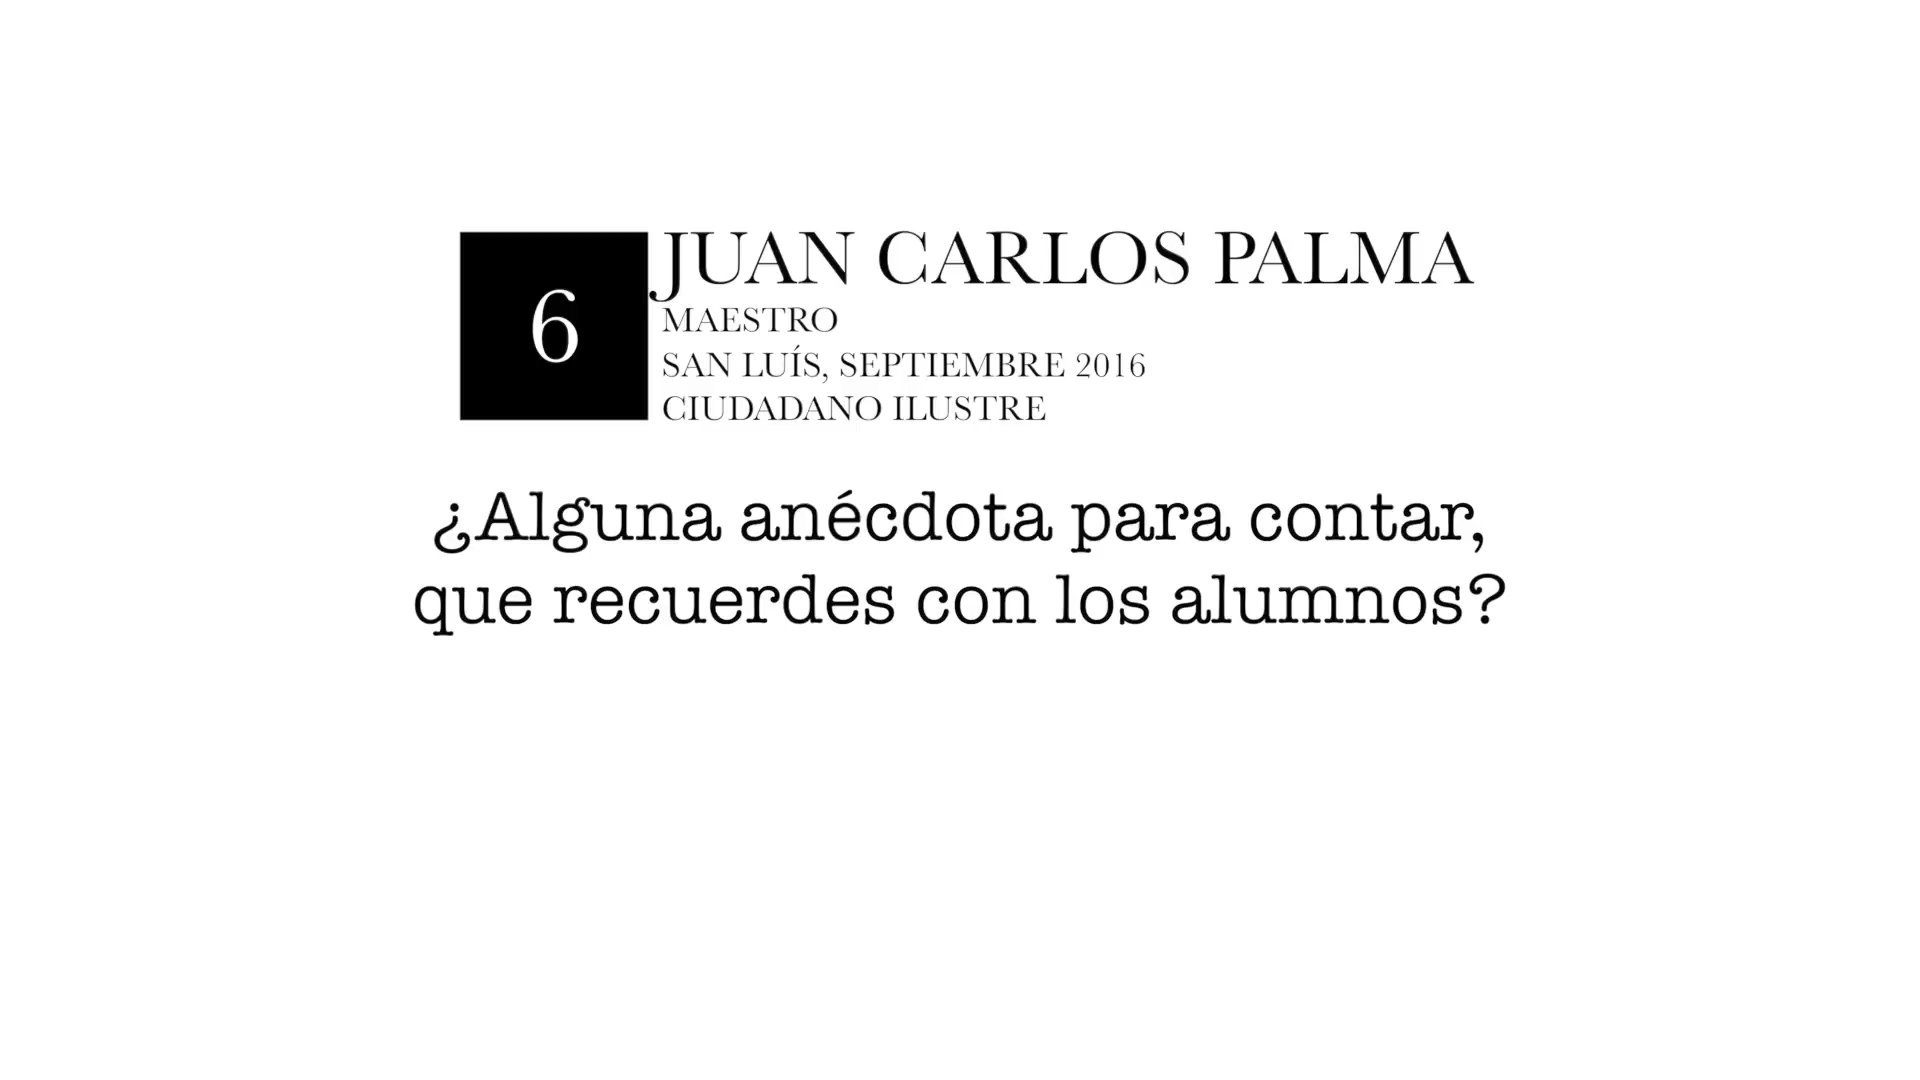 6
JUAN CARLOS PALMA
MAESTRO
SAN LUÍS, SEPTIEMBRE 2016
CIUDADANO ILUSTRE
¿Alguna anécdota para contar,
que recuerdes con los alumnos?